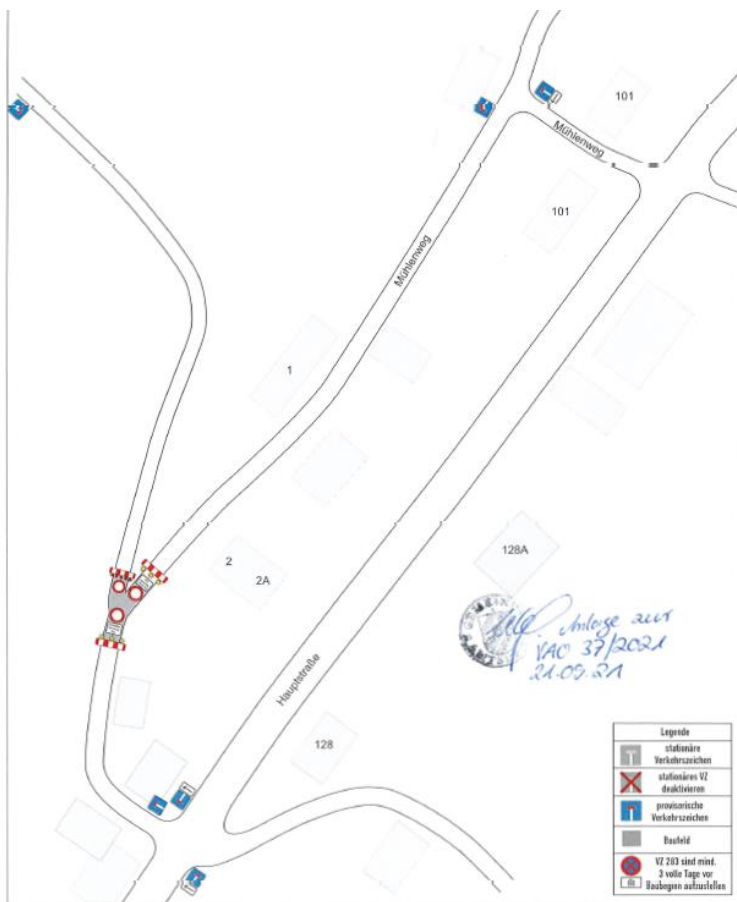 101
Mühlenweg
101
Mühlenweg
1
2
2A
128A
Anlage zur
VAO 37/2021
21.09.21
Hauptstraße
128
Legende
stationäre
Verkehrszeichen
stationäres VZ
deaktivieren
provisorische
Verkehrszeichen
Baufeld
VZ 283 sind mind.
3 volle Tage vor
Baubeginn aufzustellen